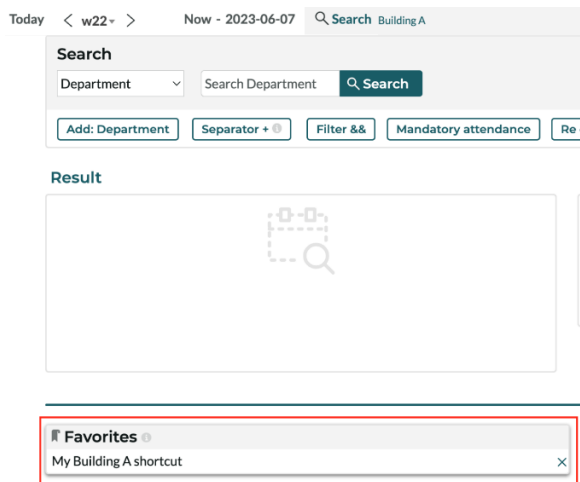 Today < w22 > Now - 2023-06-07 Search Building A
Search
Department Search Department Search
Add: Department Separator + Filter && Mandatory attendance Re
Result
Favorites
My Building A shortcut ×